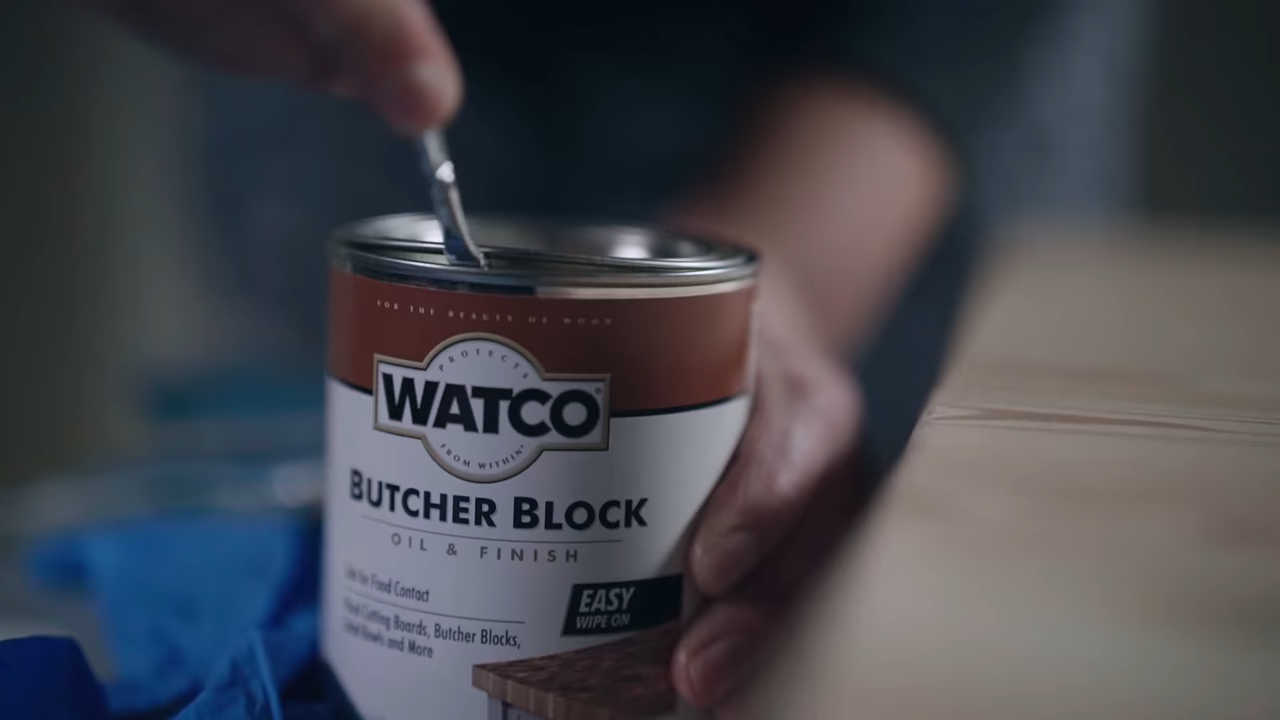 FOR THE BEAUTY OF WOOD
PROTECTS
WATCO®
FROM WITHIN®
BUTCHER BLOCK
OIL & FINISH
for Food Contact
EASY
WIPE ON
Cutting Boards, Butcher Blocks,
Bowls and More